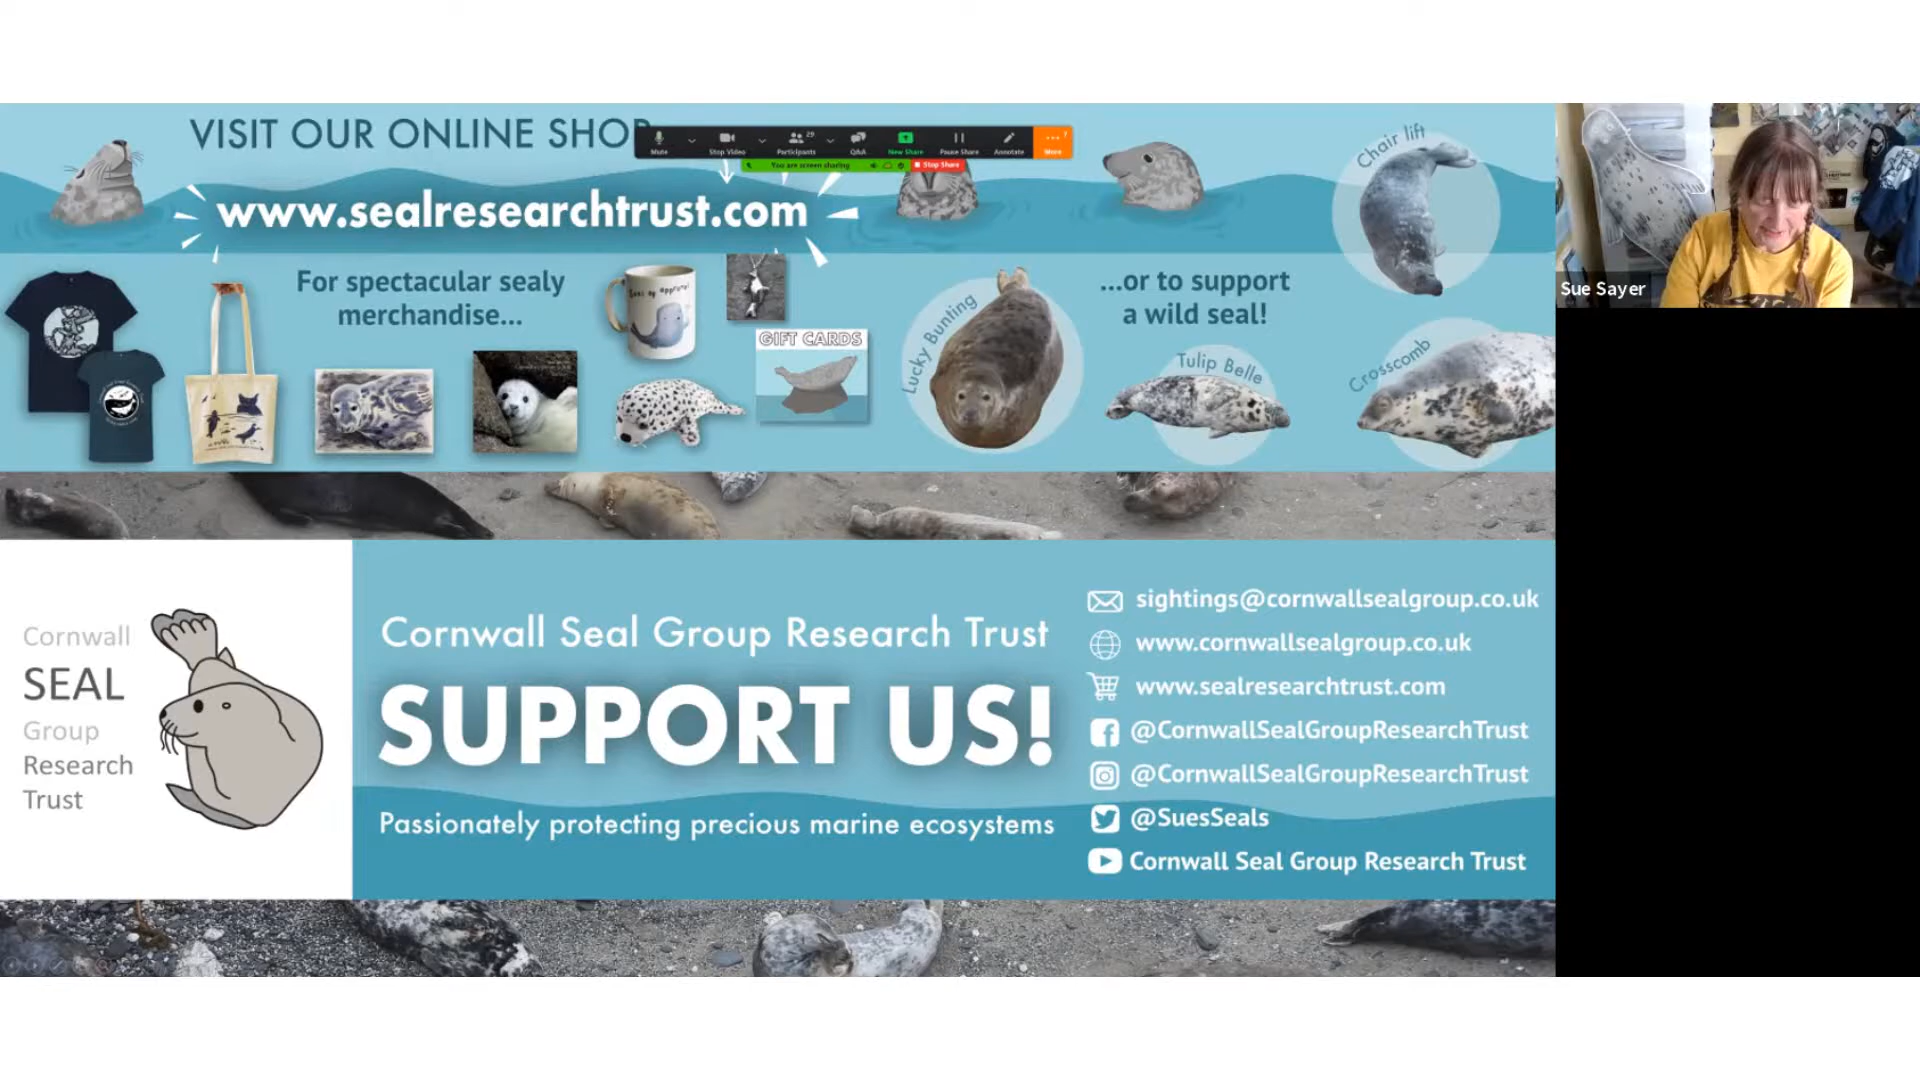 VISIT OUR ONLINE SHOP
Mute
Stop Video
Participants
29
Q&A
New Share
Pause Share
Annotate
More
You are screen sharing
Stop Share
www.sealresearchtrust.com
For spectacular sealy
merchandise...
Seal of approval
GIFT CARDS
...or to support
a wild seal!
Chair lift
Lucky Bunting
Tulip Belle
Crosscomb
Sue Sayer
Cornwall
SEAL
Group
Research
Trust
Cornwall Seal Group Research Trust
SUPPORT US!
Passionately protecting precious marine ecosystems
sightings@cornwallsealgroup.co.uk
www.cornwallsealgroup.co.uk
www.sealresearchtrust.com
@CornwallSealGroupResearchTrust
@CornwallSealGroupResearchTrust
@SuesSeals
Cornwall Seal Group Research Trust